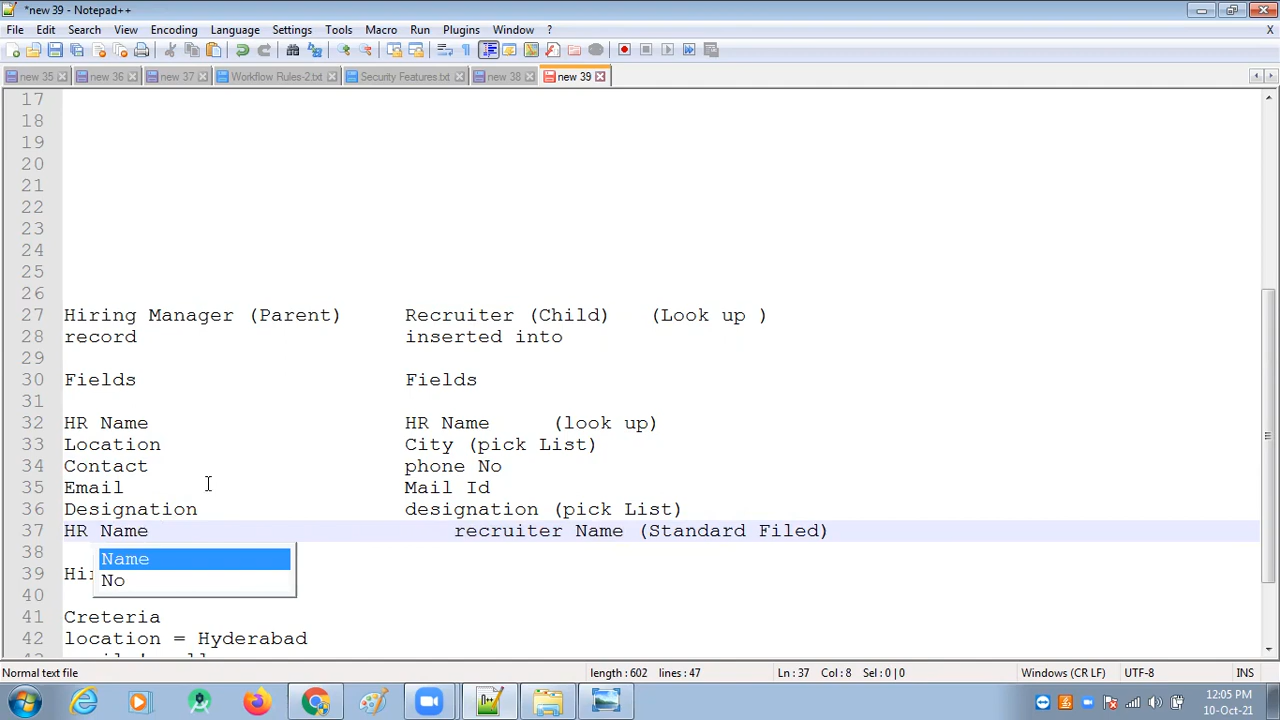 *new 39 - Notepad++
File Edit Search View Encoding Language Settings Tools Macro Run Plugins Window ? X
new 35 new 36 new 37 Workflow Rules-2.txt Security Features.txt new 38 new 39
17
18
19
20
21
22
23
24
25
26
27 Hiring Manager (Parent) Recruiter (Child) (Look up )
28 record inserted into
29
30 Fields Fields
31
32 HR Name HR Name (look up)
33 Location City (pick List)
34 Contact phone No
35 Email Mail Id
36 Designation designation (pick List)
37 HR Name recruiter Name (Standard Filed)
38 Name
39 Hi
No
40
41 Creteria
42 location = Hyderabad
Normal text file length : 602 lines : 47 Ln : 37 Col : 8 Sel : 0 | 0 Windows (CR LF) UTF-8 INS
12:05 PM
10-Oct-21